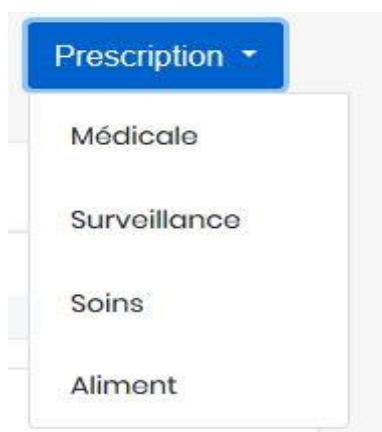 Prescription
Médicale
Surveillance
Soins
Aliment